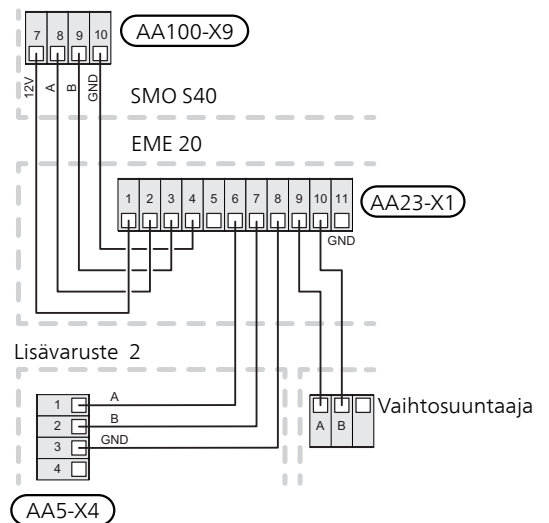 7 8 9 10
AA100-X9
12V A B GND
SMO S40
EME 20
1 2 3 4 5 6 7 8 9 10 11
AA23-X1
GND
Lisävaruste 2
1 A
2 B
3 GND
4
A B
Vaihtosuuntaaja
AA5-X4